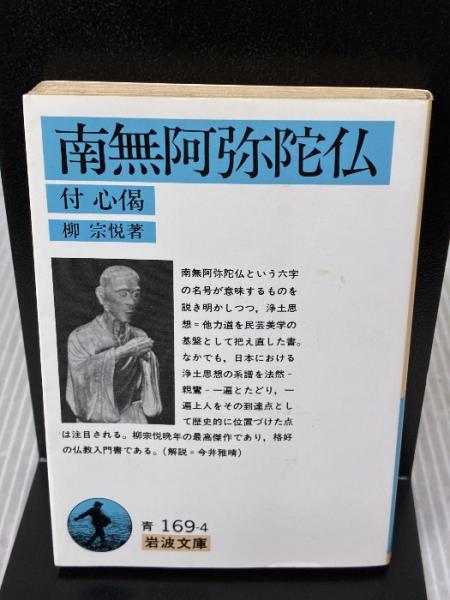 南無阿弥陀仏
付 心偈
柳 宗悦著
南無阿弥陀仏という六字
の名号が意味するものを
説き明かしつつ，浄土思
想=他力道を民芸美学の
基盤として把え直した書。
なかでも，日本における
浄土思想の系譜を法然-
親鸞-一遍とたどり，一
遍上人をその到達点とし
て歴史的に位置づけた点
は注目される。柳宗悦晩年の最高傑作であり，格好
の仏教入門書である。（解説=今井雅晴）
青 169-4
岩波文庫